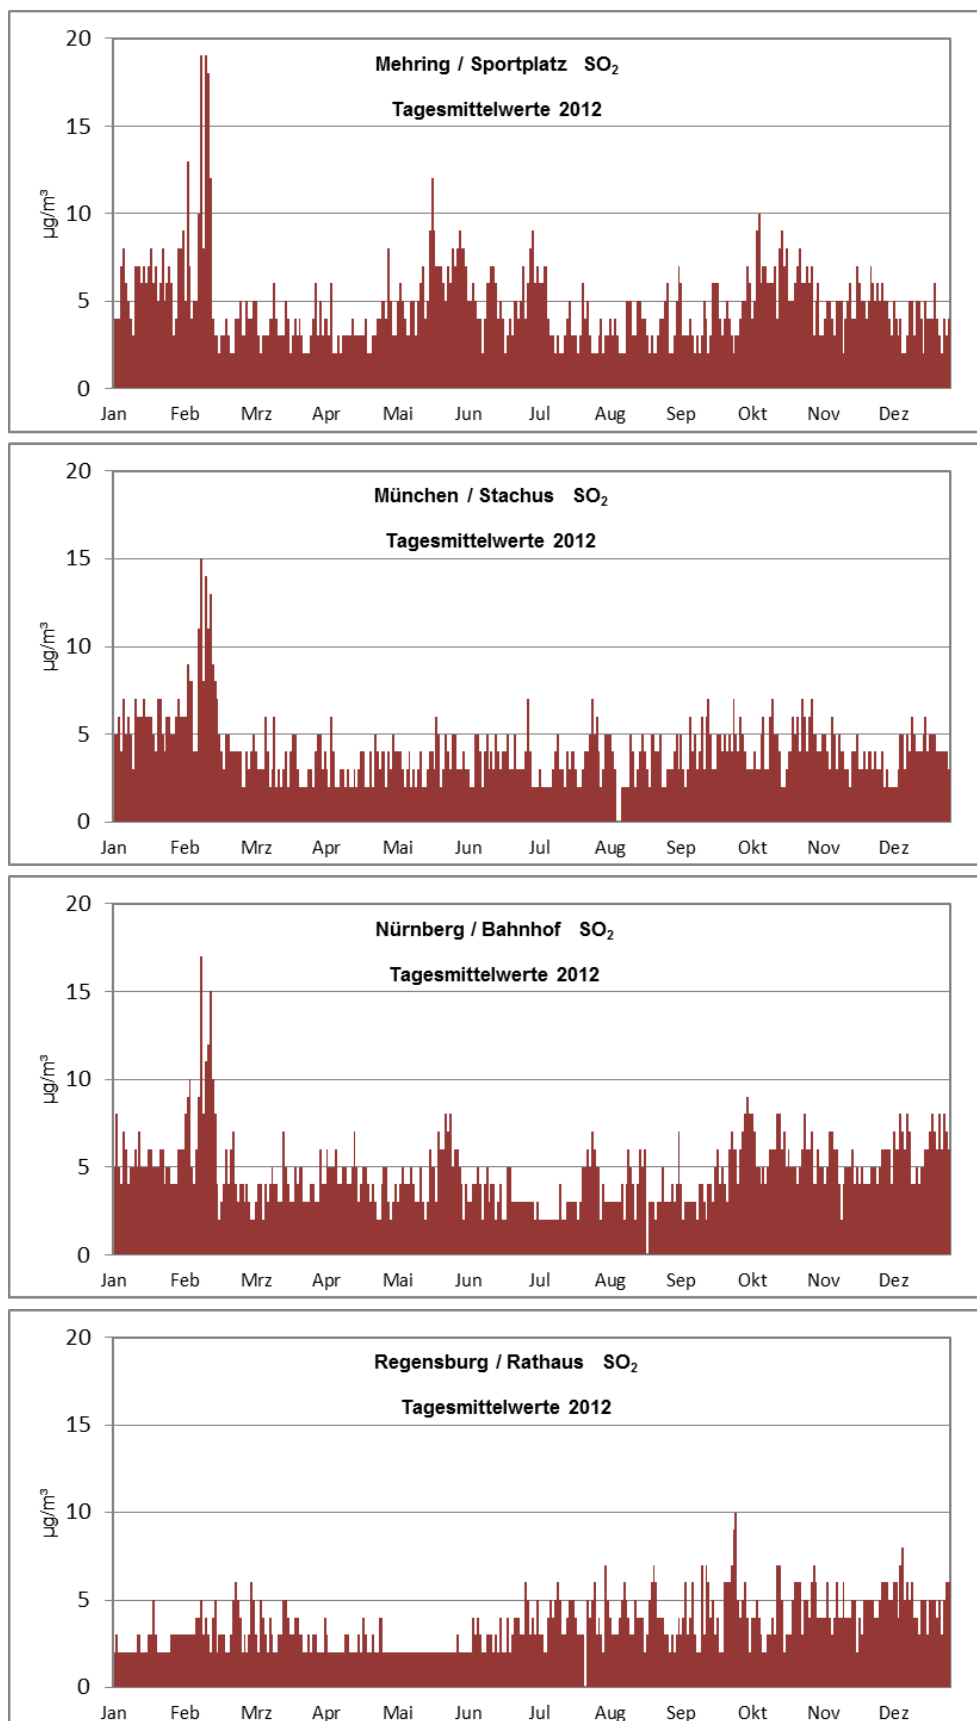 Mehring / Sportplatz SO₂
Tagesmittelwerte 2012
µg/m³
20
15
10
5
0
Jan Feb Mrz Apr Mai Jun Jul Aug Sep Okt Nov Dez
München / Stachus SO₂
Tagesmittelwerte 2012
µg/m³
20
15
10
5
0
Jan Feb Mrz Apr Mai Jun Jul Aug Sep Okt Nov Dez
Nürnberg / Bahnhof SO₂
Tagesmittelwerte 2012
µg/m³
20
15
10
5
0
Jan Feb Mrz Apr Mai Jun Jul Aug Sep Okt Nov Dez
Regensburg / Rathaus SO₂
Tagesmittelwerte 2012
µg/m³
20
15
10
5
0
Jan Feb Mrz Apr Mai Jun Jul Aug Sep Okt Nov Dez